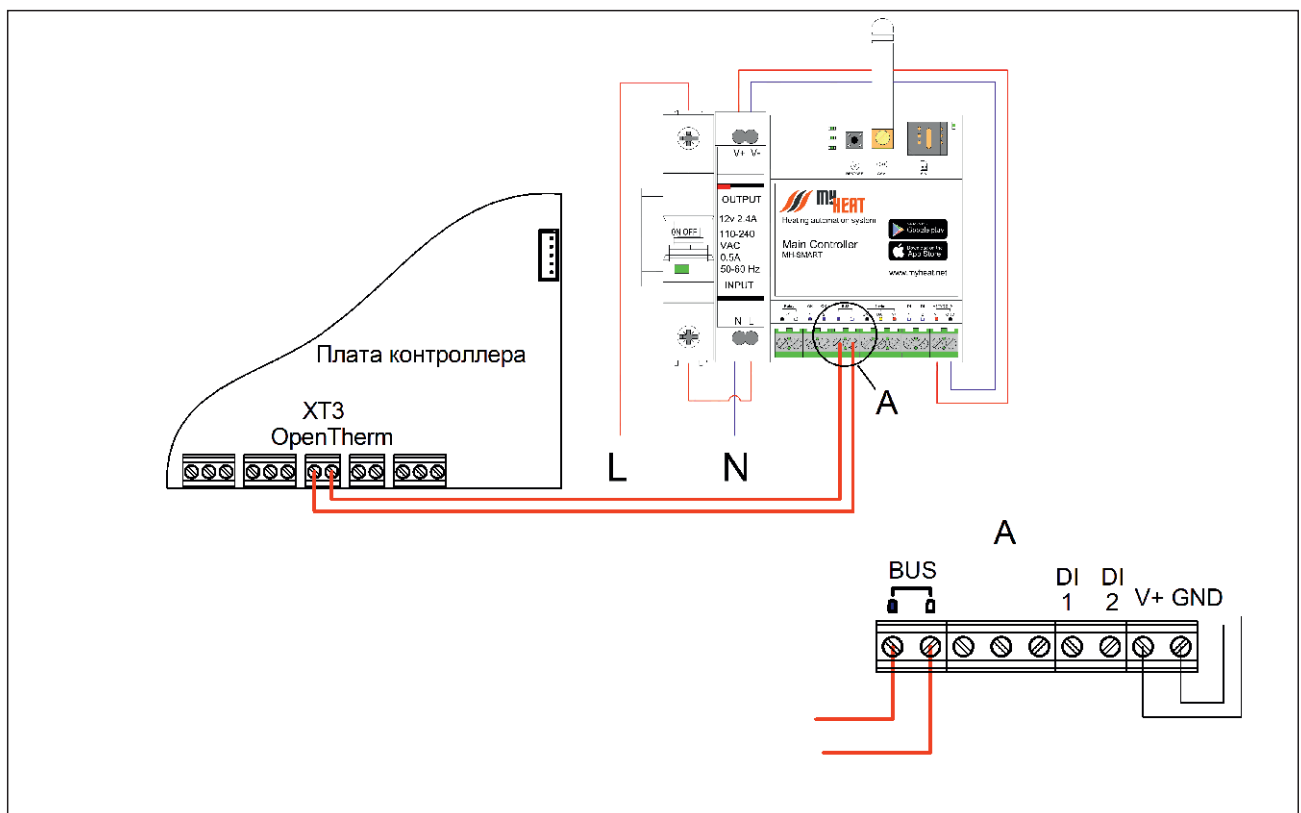 V+ V-
OUTPUT
12v 2.4A
110-240
VAC
0.5A
50-60 Hz
INPUT
N L
ON OFF
MYHEAT
Heating automation system
Main Controller
MH-SMART
Google play
App Store
www.myheat.net
A
Плата контроллера
XT3
OpenTherm
L
N
A
BUS
DI
1
DI
2
V+ GND